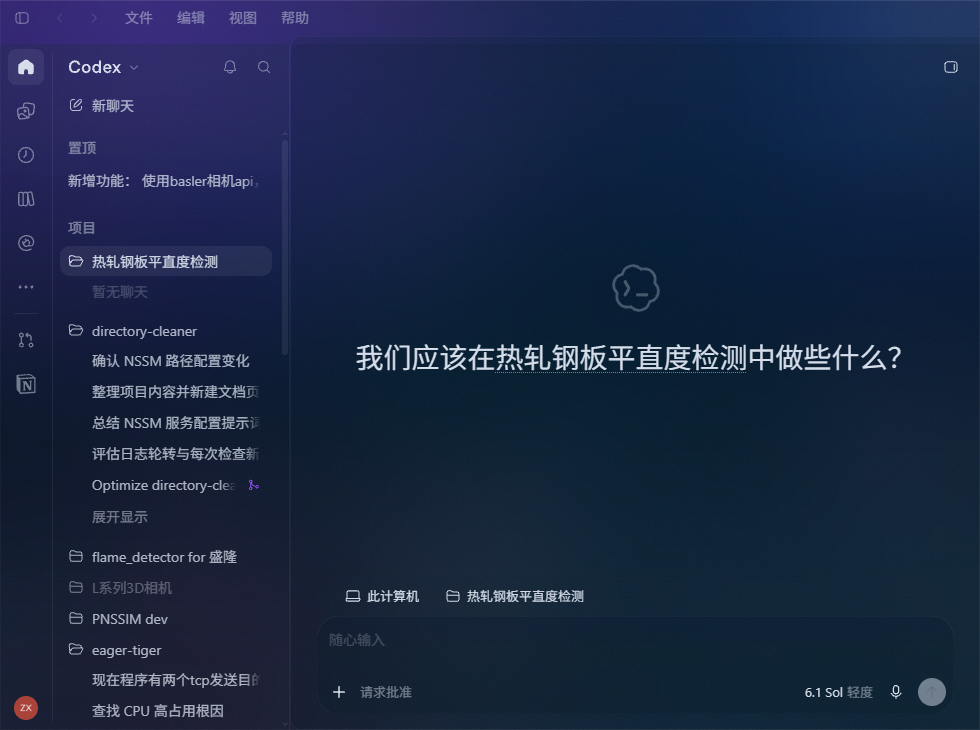 文件 编辑 视图 帮助
Codex
新聊天
置顶
新增功能： 使用basler相机api，
项目
热轧钢板平直度检测
暂无聊天
directory-cleaner
确认 NSSM 路径配置变化
整理项目内容并新建文档页
总结 NSSM 服务配置提示词
评估日志轮转与每次检查新
Optimize directory-clea
展开显示
flame_detector for 盛隆
L系列3D相机
PNSSIM dev
eager-tiger
现在程序有两个tcp发送目的
查找 CPU 高占用根因
ZX
我们应该在热轧钢板平直度检测中做些什么？
此计算机 热轧钢板平直度检测
随心输入
请求批准 6.1 Sol 轻度